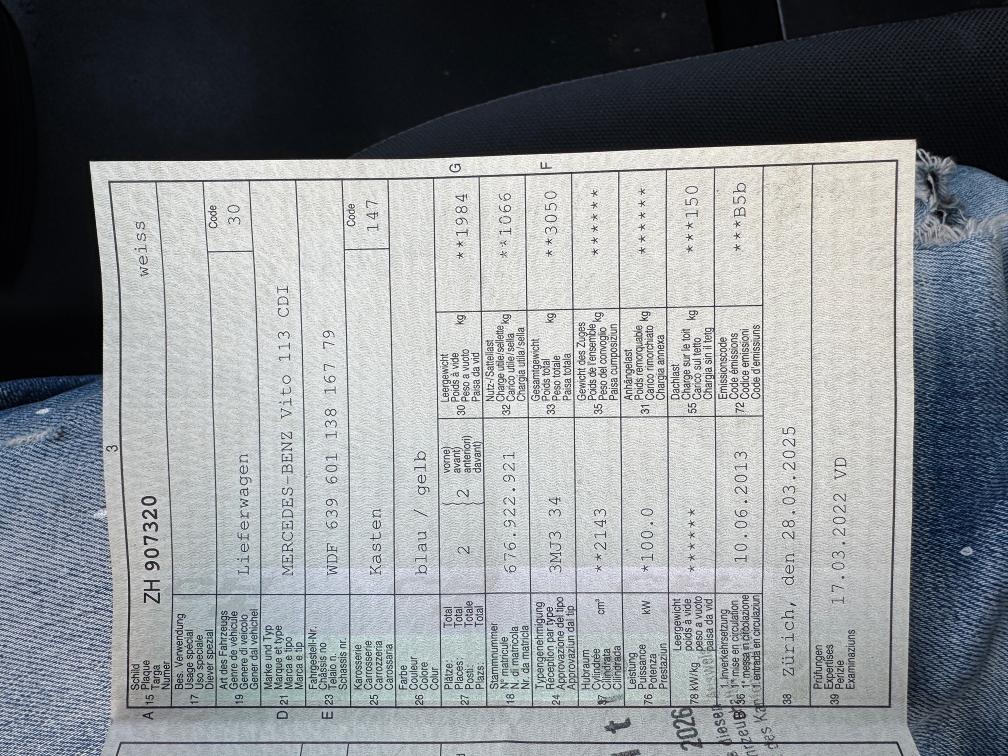 3
A 15 Schild Plaque Targa Numer ZH 907320 weiss
17 Bes. Verwendung
Usage spécial
Uso speciale
Diever spezial
19 Art des Fahrzeugs
Genre de véhicule
Genere di veicolo
Gener dal vehichel
Lieferwagen
Code
30
D 21 Marke und Typ
Marque et type
Marca e tipo
Marca e tip
MERCEDES-BENZ Vito 113 CDI
E 23 Fahrgestell-Nr.
Châssis no
Telaio n.
Schassis nr.
WDF 639 601 138 167 79
25 Karosserie
Carrosserie
Carrozzeria
Carossaria
Kasten
Code
147
26 Farbe
Couleur
Colore
Colur
blau / gelb
27 Plätze: Total
Places: Total
Posti: Totale
Plazs: Total
2
vorne)
avant)
anteriori)
davant)
2
30 Leergewicht
Poids à vide
Peso a vuoto
Paisa da vid
kg
**1984 G
18 Stammnummer
N° matricule
N. di matricola
Nr. da matricla
676.922.921
32 Nutz-/Sattellast
Charge utile/sellette
Carico utile/sella
Chargia utila/sella
kg
**1066
24 Typengenehmigung
Réception par type
Approvazione del tipo
Approvaziun dal tip
3MJ3 34
33 Gesamtgewicht
Poids total
Peso totale
Paisa totala
kg
**3050 F
Hubraum
Cylindrée
Cilindrata
Cilindrada
cm³
**2143
35 Gewicht des Zuges
Poids de l'ensemble
Peso del convoglio
Paisa cumposiziun
kg
******
76 Leistung
Puissance
Potenza
Prestaziun
kW
*100.0
31 Anhängelast
Poids remorquable
Carico rimorchiato
Chargia annexa
kg
******
78 kW/kg Leergewicht
poids à vide
peso a vuoto
paisa da vid
******
55 Dachlast
Charge sur le toit
Carico sul tetto
Chargia sin il tetg
kg
***150
B 36 1. Inverkehrsetzung
1re mise en circulation
1a messa in circolazione
1. entrada en circulaziun
10.06.2013
72 Emissionscode
Code émissions
Codice emissioni
Code d'emissiuns
***B5b
38 Zürich, den 28.03.2025
39 Prüfungen
Expertises
Perizie
Examinaziuns
17.03.2022 VD
t
2026
diesen
des Kan